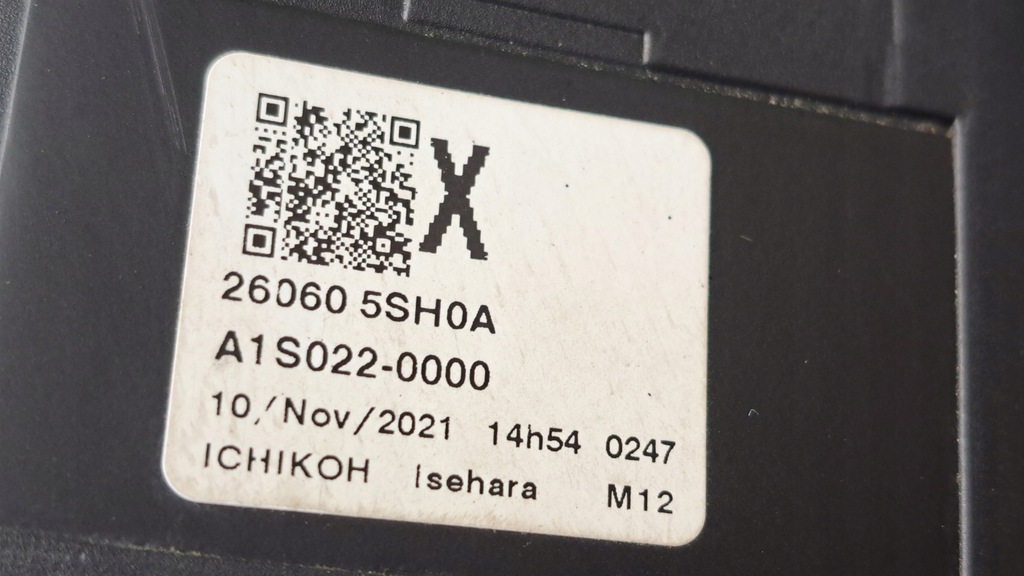 X
26060 5SH0A
A1S022-0000
10/Nov/2021 14h54 0247
ICHIKOH Isehara M12